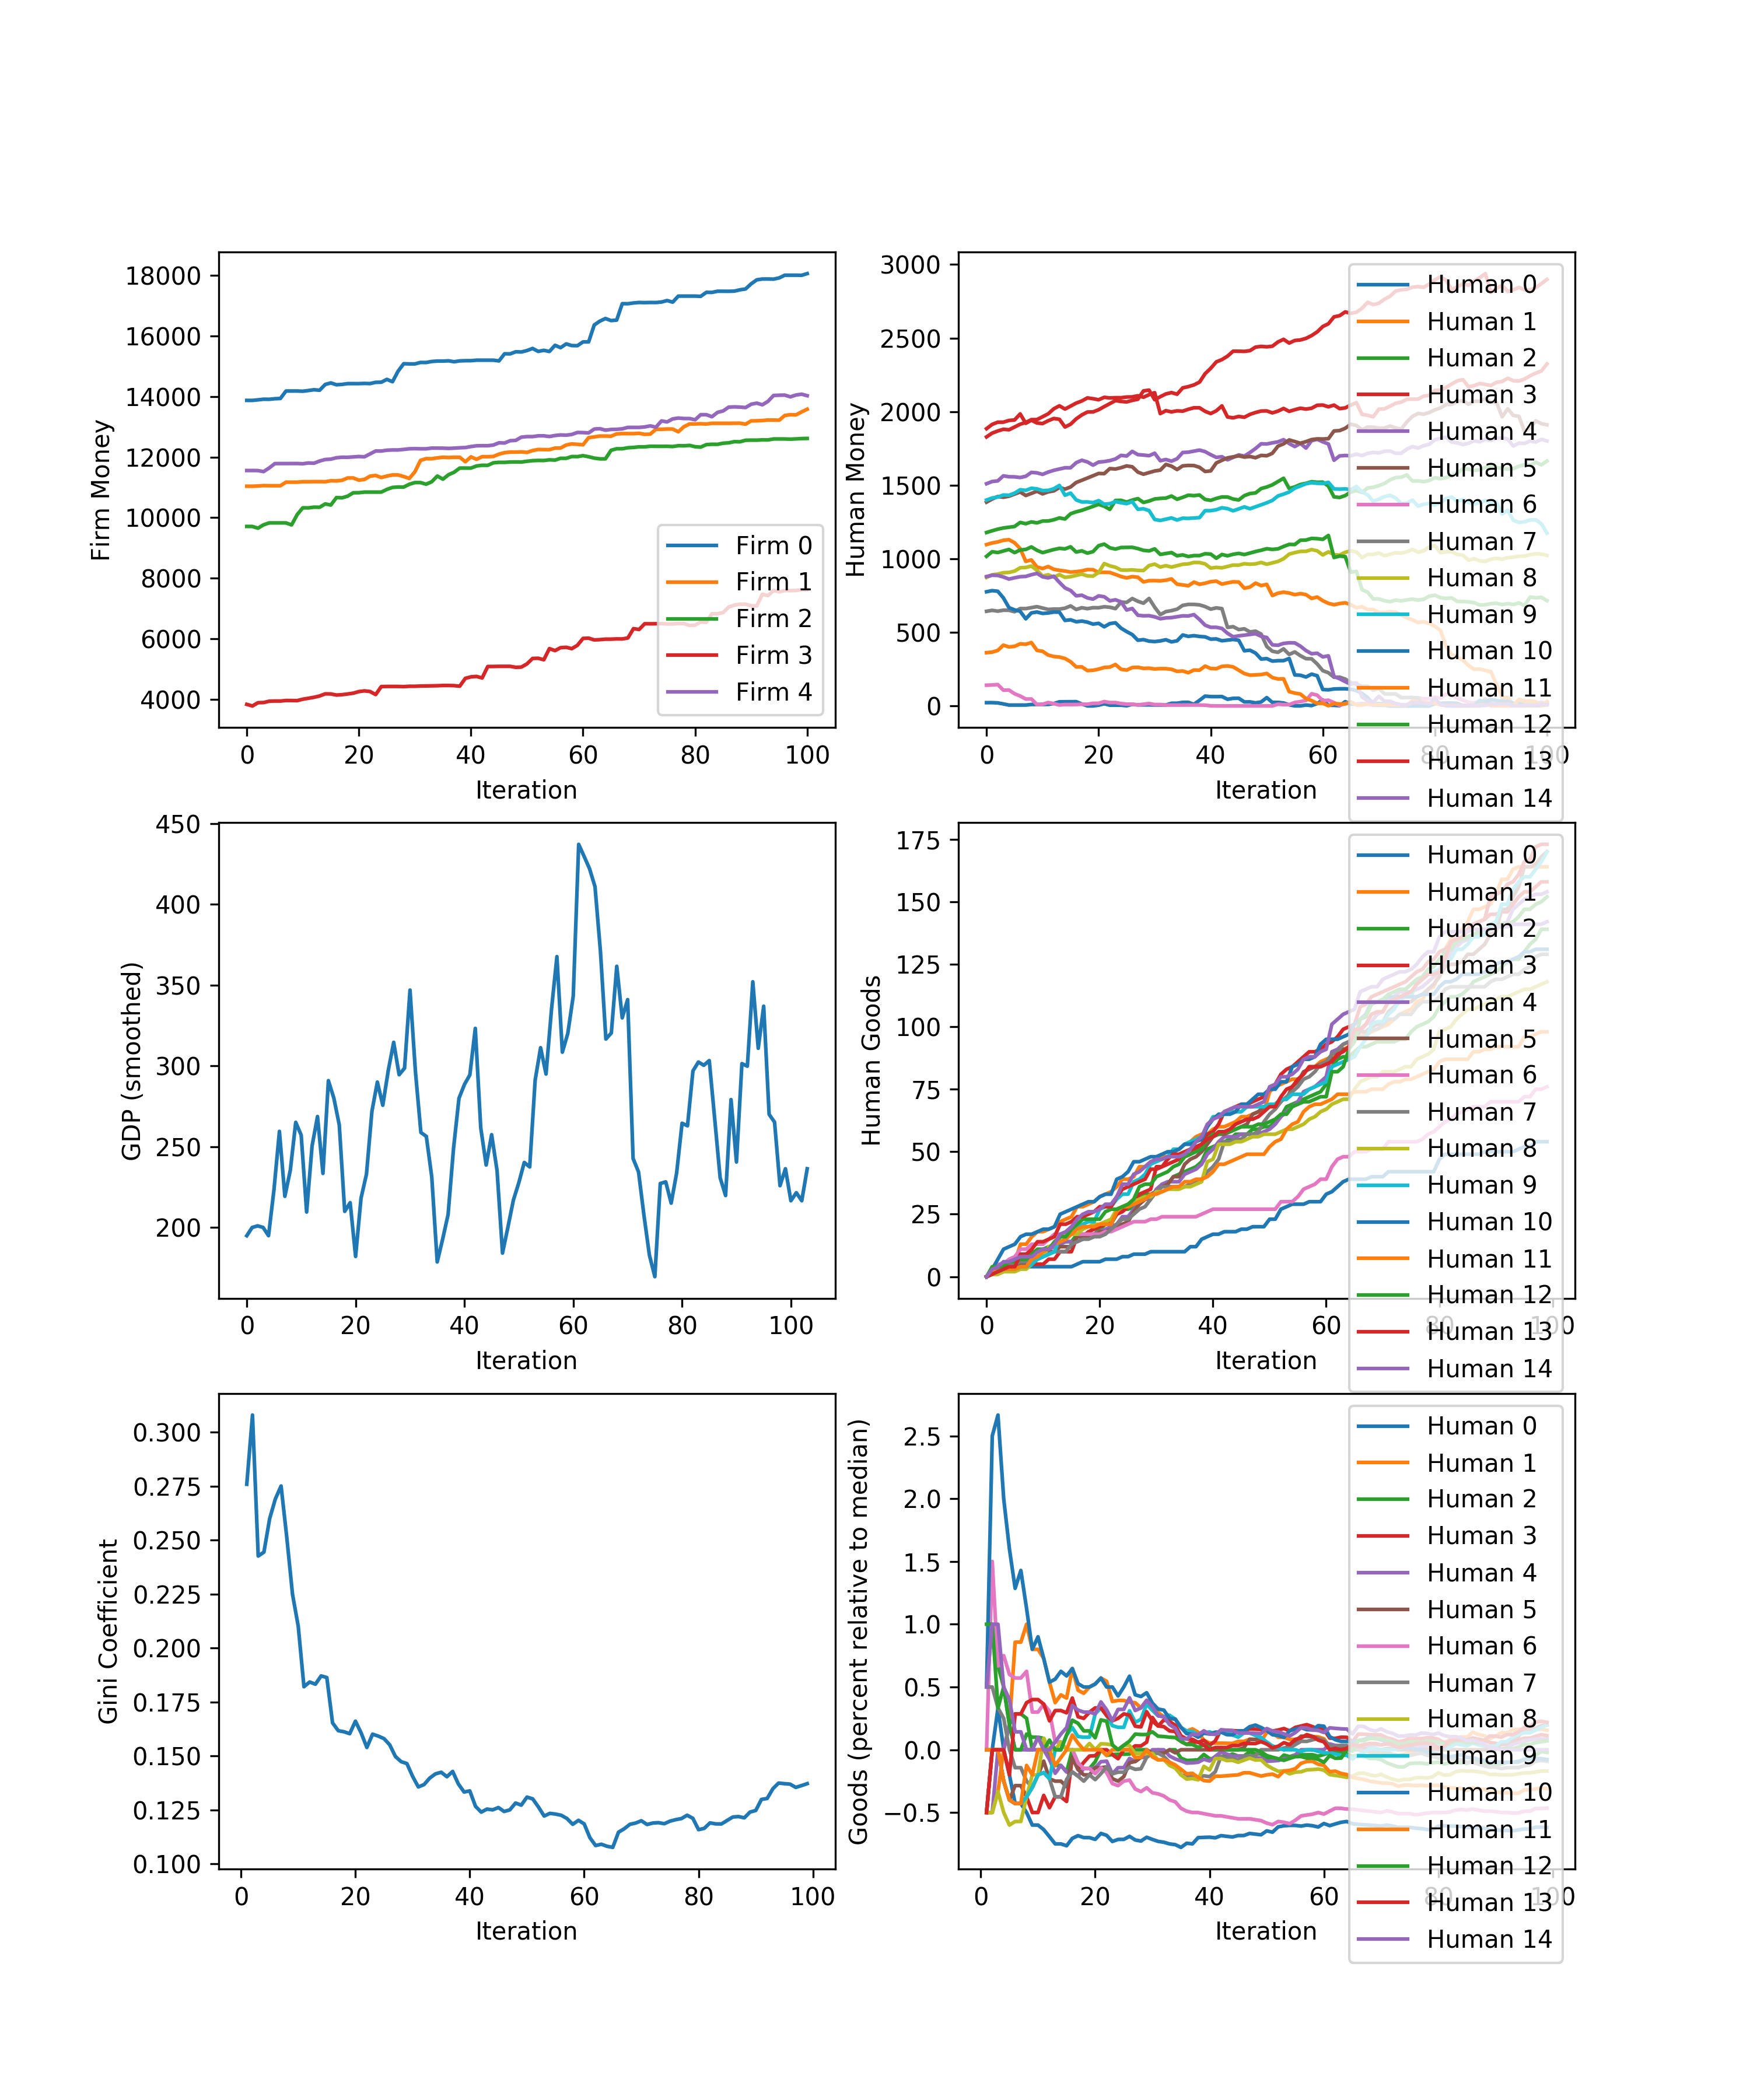 18000
16000
14000
12000
10000
8000
6000
4000
Firm Money
Firm 0
Firm 1
Firm 2
Firm 3
Firm 4
0 20 40 60 80 100
Iteration
3000
2500
2000
1500
1000
500
0
Human Money
Human 0
Human 1
Human 2
Human 3
Human 4
Human 5
Human 6
Human 7
Human 8
Human 9
Human 10
Human 11
Human 12
Human 13
Human 14
0 20 40 60 80 100
Iteration
450
400
350
300
250
200
GDP (smoothed)
0 20 40 60 80 100
Iteration
175
150
125
100
75
50
25
0
Human Goods
Human 0
Human 1
Human 2
Human 3
Human 4
Human 5
Human 6
Human 7
Human 8
Human 9
Human 10
Human 11
Human 12
Human 13
Human 14
0 20 40 60 80 100
Iteration
0.300
0.275
0.250
0.225
0.200
0.175
0.150
0.125
0.100
Gini Coefficient
0 20 40 60 80 100
Iteration
2.5
2.0
1.5
1.0
0.5
0.0
−0.5
Goods (percent relative to median)
Human 0
Human 1
Human 2
Human 3
Human 4
Human 5
Human 6
Human 7
Human 8
Human 9
Human 10
Human 11
Human 12
Human 13
Human 14
0 20 40 60 80 100
Iteration